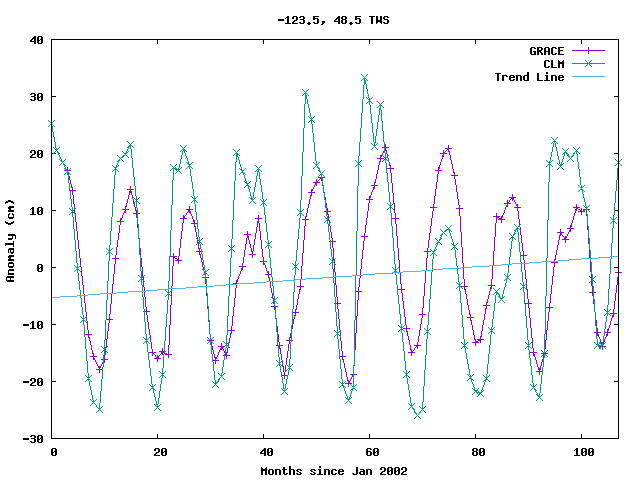 -123.5, 48.5 TWS
GRACE
CLM
Trend Line
40
30
20
10
0
-10
-20
-30
Anomaly (cm)
0 20 40 60 80 100
Months since Jan 2002